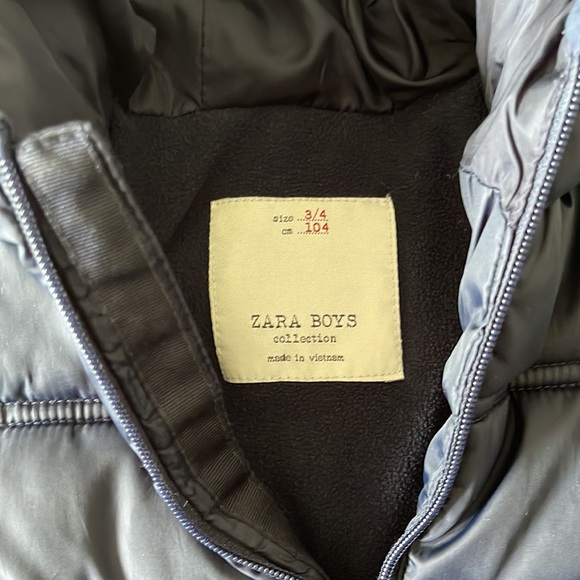 size ...3/4
cm ....104
ZARA BOYS
collection
made in vietnam